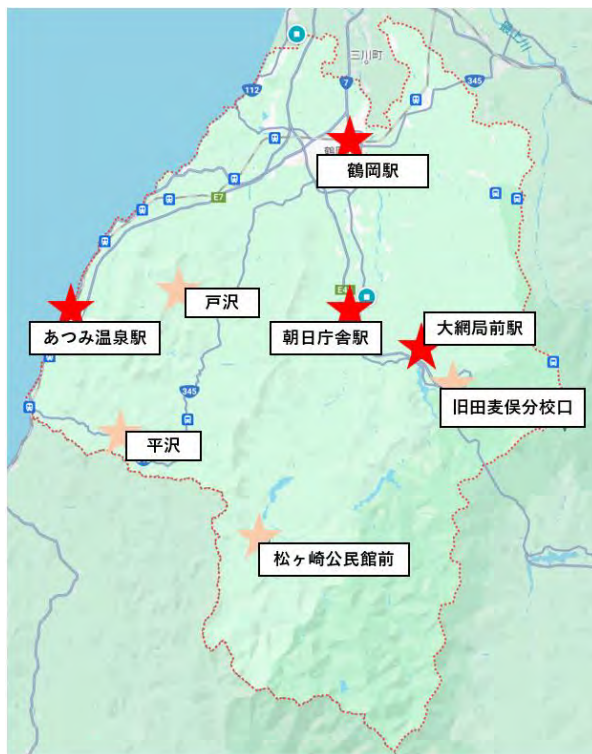 三川町
7
345
112
鶴岡駅
E7
戸沢
あつみ温泉駅
朝日庁舎駅
大網局前駅
345
旧田麦俣分校口
平沢
松ヶ崎公民館前